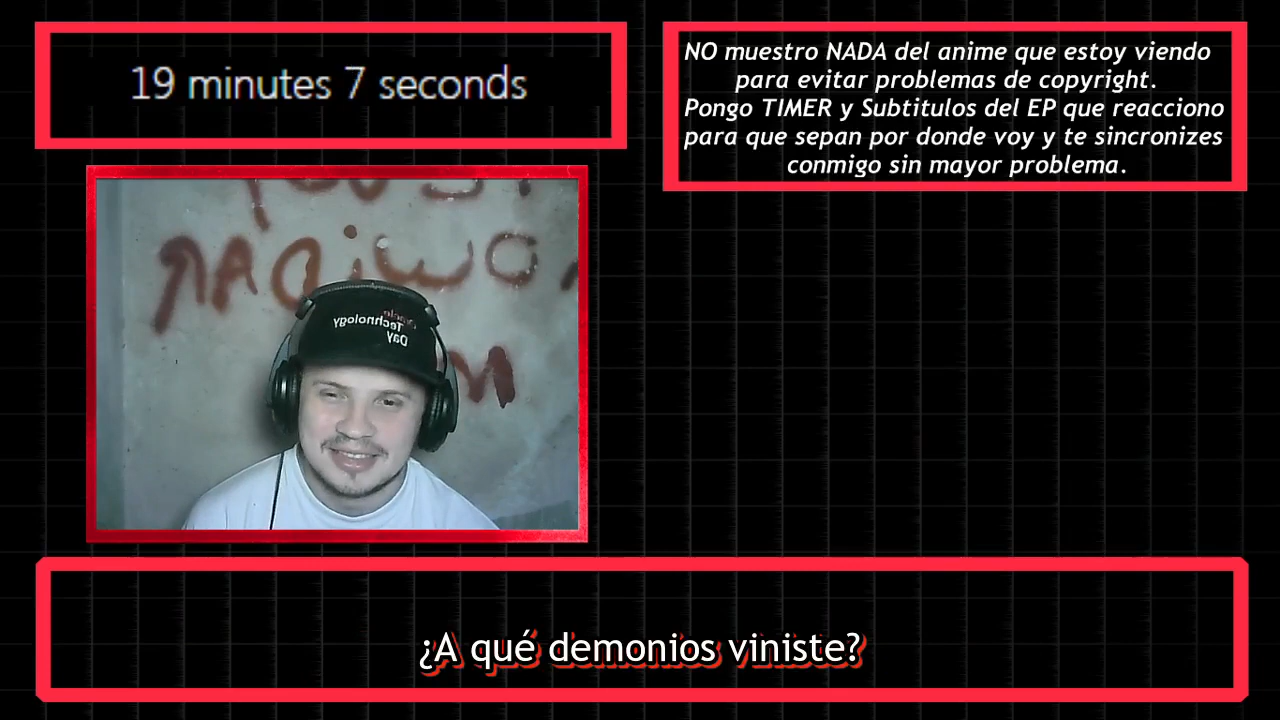 19 minutes 7 seconds
NO muestro NADA del anime que estoy viendo
para evitar problemas de copyright.
Pongo TIMER y Subtitulos del EP que reacciono
para que sepan por donde voy y te sincronizes
conmigo sin mayor problema.
Oracle
Technology
Day
¿A qué demonios viniste?